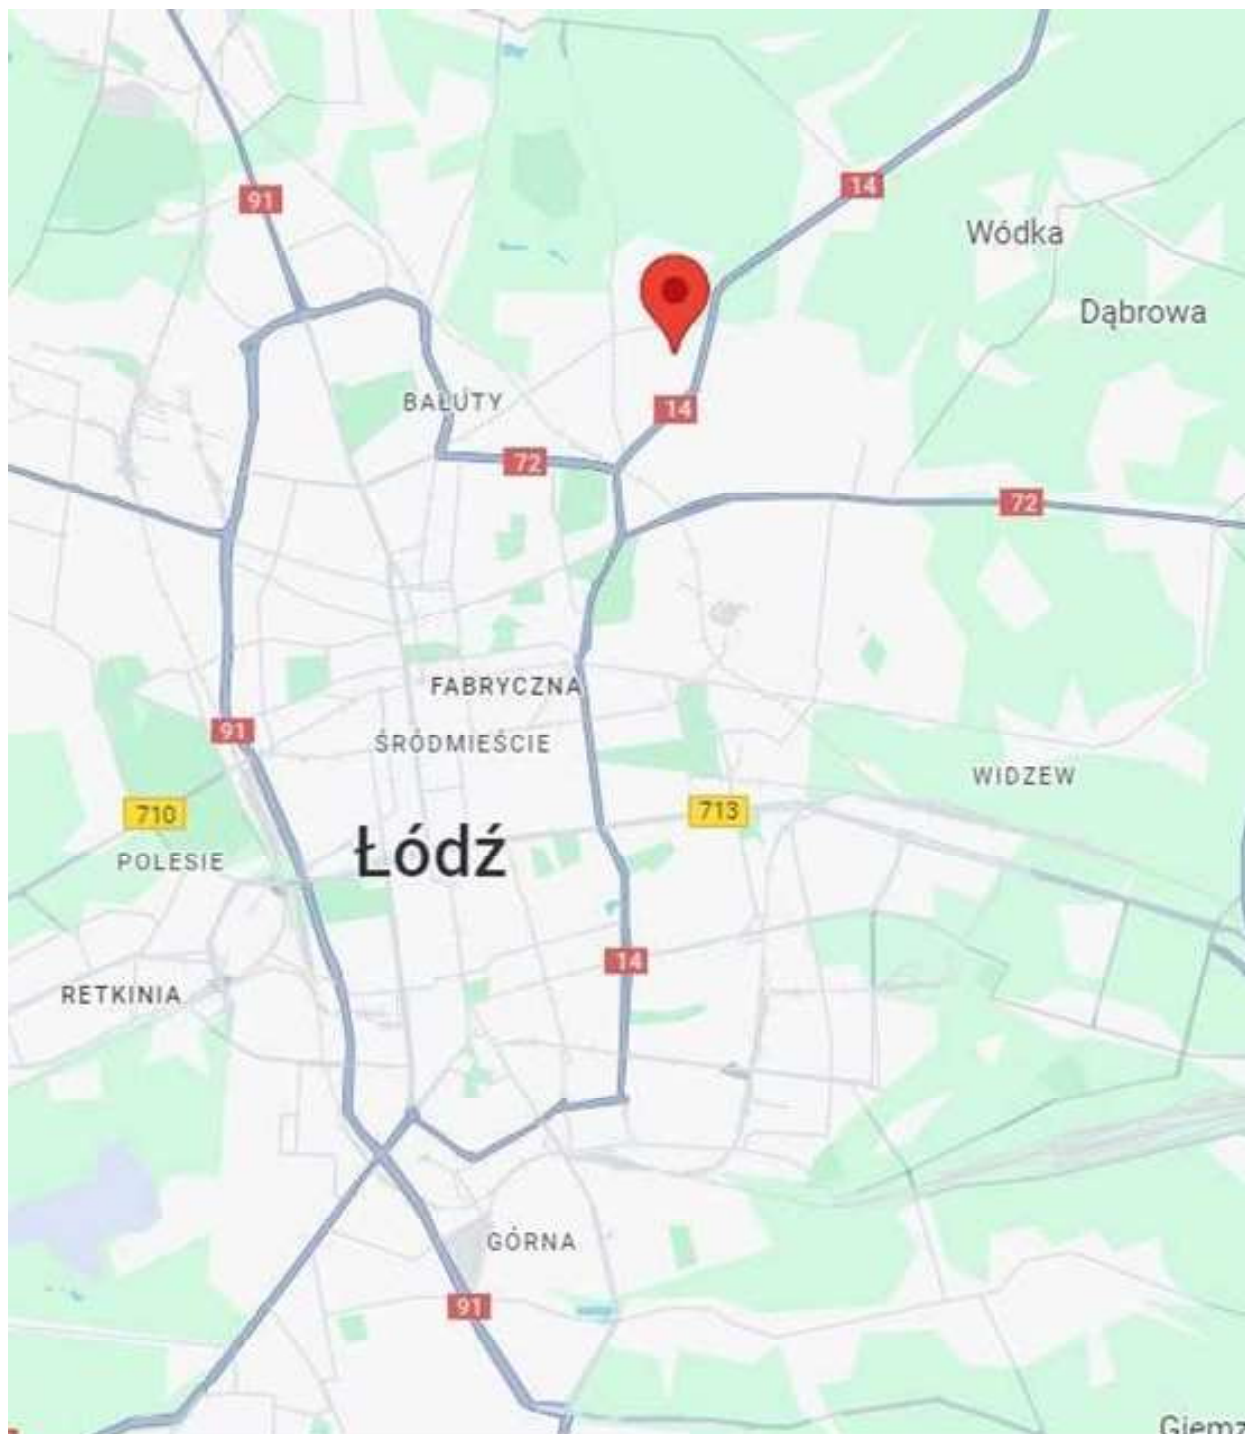 14
91
Wódka
Dąbrowa
14
BAŁUTY
72
72
FABRYCZNA
91
ŚRÓDMIEŚCIE
WIDZEW
710
713
Łódź
POLESIE
14
RETKINIA
GÓRNA
91
Giemz